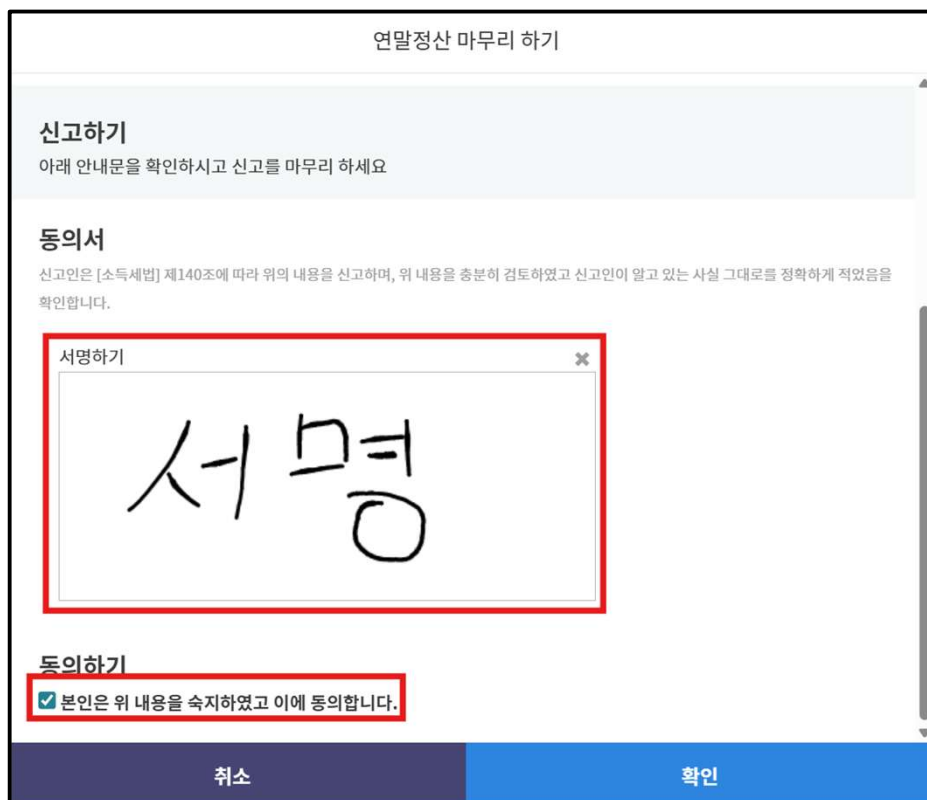 연말정산 마무리 하기
신고하기
아래 안내문을 확인하시고 신고를 마무리 하세요
동의서
신고인은 [소득세법] 제140조에 따라 위의 내용을 신고하며, 위 내용을 충분히 검토하였고 신고인이 알고 있는 사실 그대로를 정확하게 적었음을
확인합니다.
서명하기
서명
동의하기
본인은 위 내용을 숙지하였고 이에 동의합니다.
취소
확인